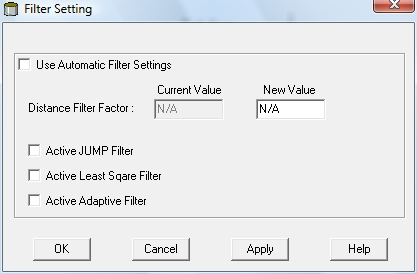 Filter Setting
Use Automatic Filter Settings
Current Value New Value
Distance Filter Factor : N/A N/A
Active JUMP Filter
Active Least Sqare Filter
Active Adaptive Filter
OK Cancel Apply Help